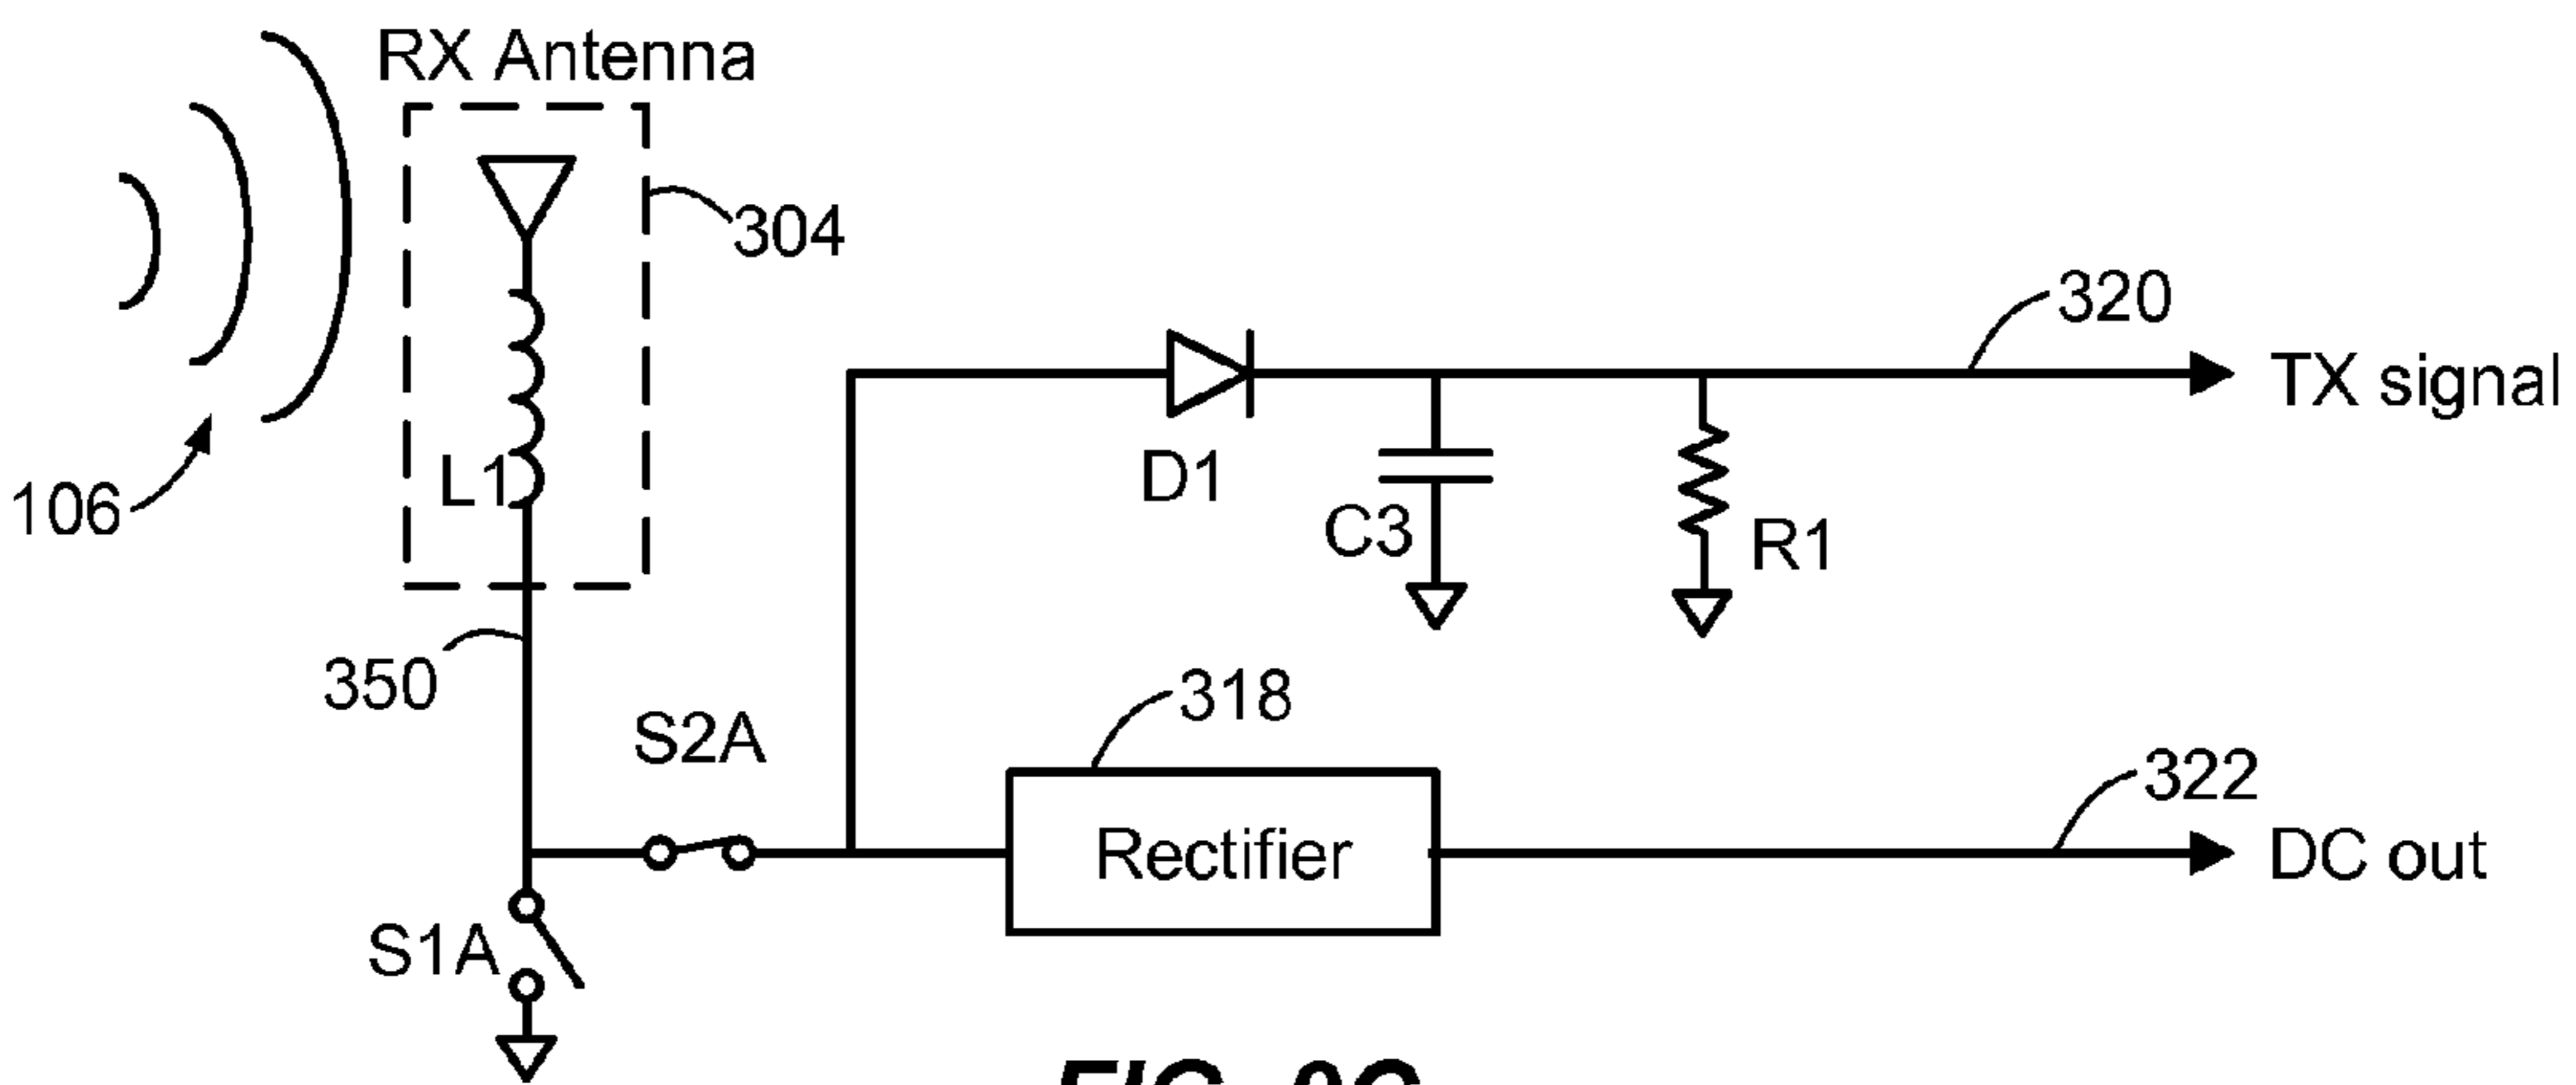 RX Antenna
304
320
TX signal
L1
D1
106
C3
R1
350
318
S2A
322
Rectifier
DC out
S1A